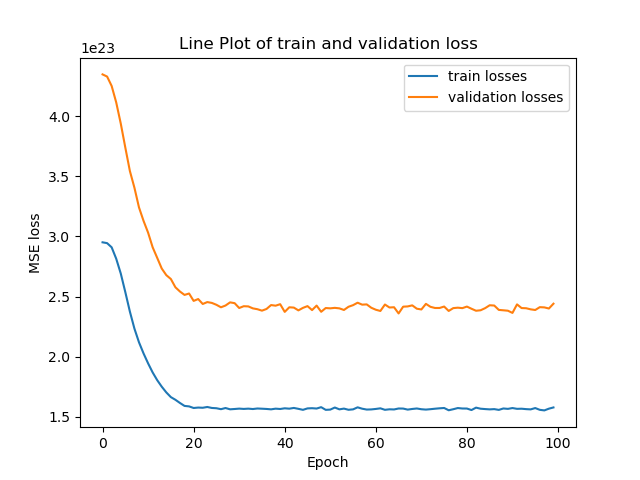 Line Plot of train and validation loss
1e23
train losses
validation losses
4.0
3.5
3.0
2.5
2.0
1.5
MSE loss
0
20
40
60
80
100
Epoch